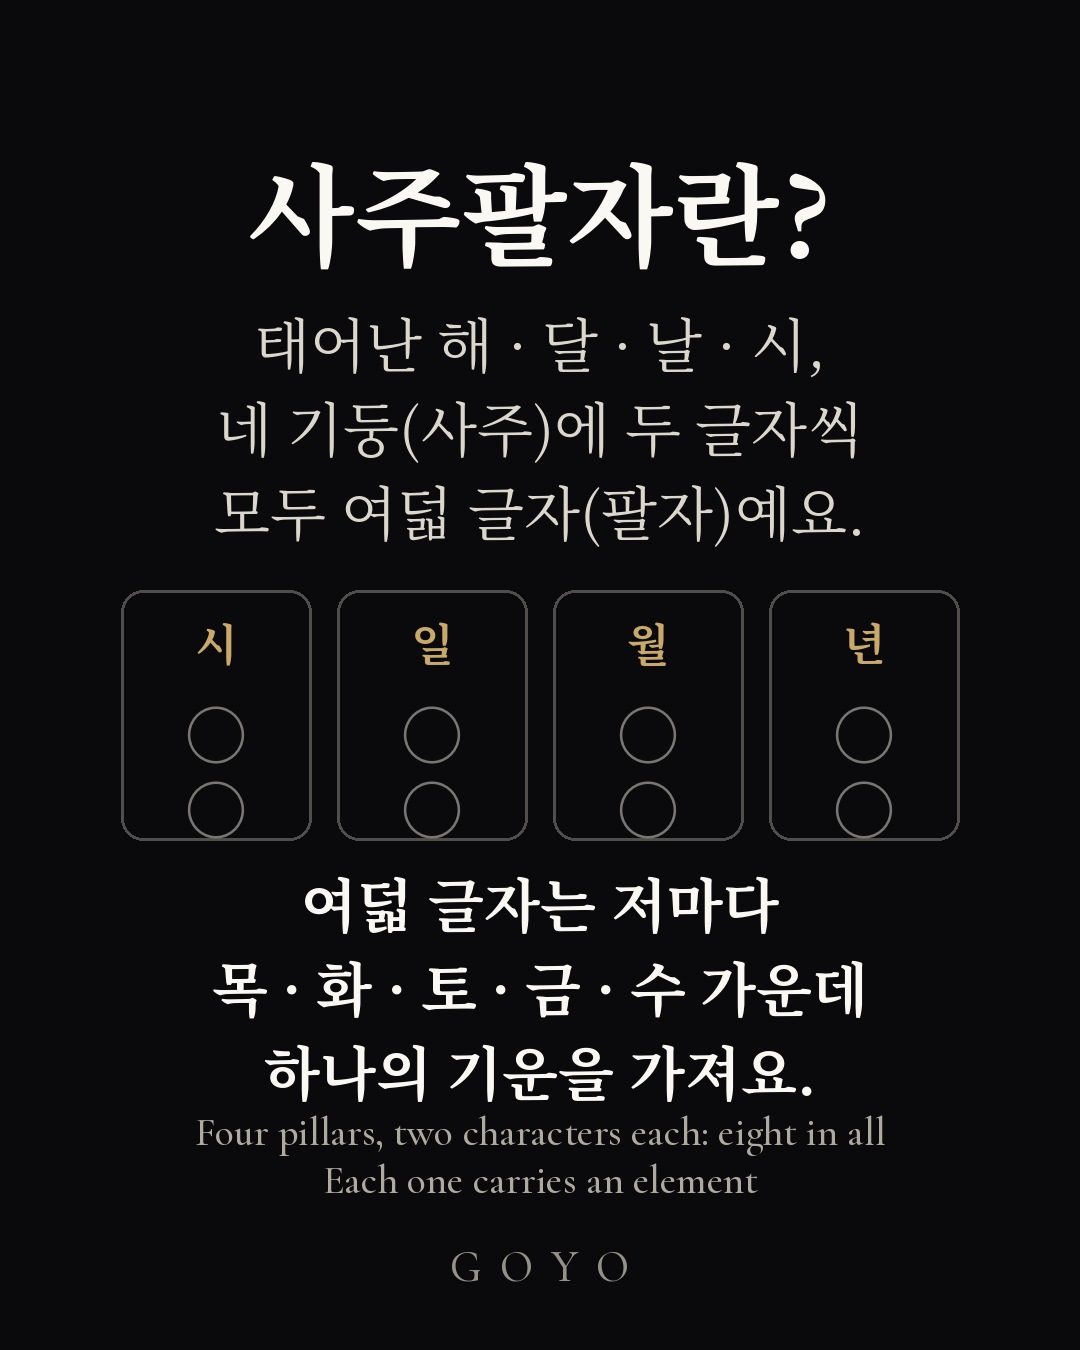 사주팔자란?
태어난 해 · 달 · 날 · 시,
네 기둥(사주)에 두 글자씩
모두 여덟 글자(팔자)예요.
시 일 월 년
여덟 글자는 저마다
목 · 화 · 토 · 금 · 수 가운데
하나의 기운을 가져요.
Four pillars, two characters each: eight in all
Each one carries an element
GOYO